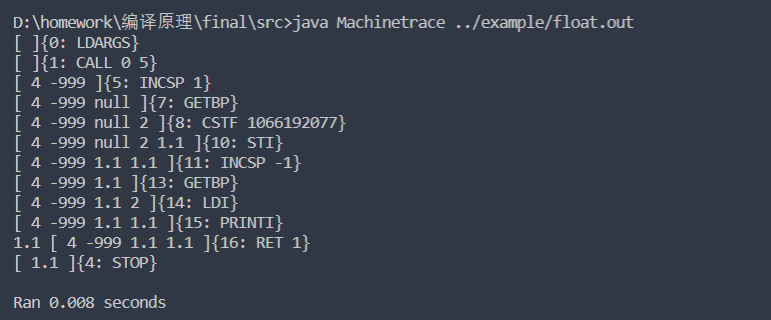 D:\homework\编译原理\final\src>java Machinetrace ../example/float.out
[ ]{0: LDARGS}
[ ]{1: CALL 0 5}
[ 4 -999 ]{5: INCSP 1}
[ 4 -999 null ]{7: GETBP}
[ 4 -999 null 2 ]{8: CSTF 1066192077}
[ 4 -999 null 2 1.1 ]{10: STI}
[ 4 -999 1.1 1.1 ]{11: INCSP -1}
[ 4 -999 1.1 ]{13: GETBP}
[ 4 -999 1.1 2 ]{14: LDI}
[ 4 -999 1.1 1.1 ]{15: PRINTI}
1.1 [ 4 -999 1.1 1.1 ]{16: RET 1}
[ 1.1 ]{4: STOP}
Ran 0.008 seconds